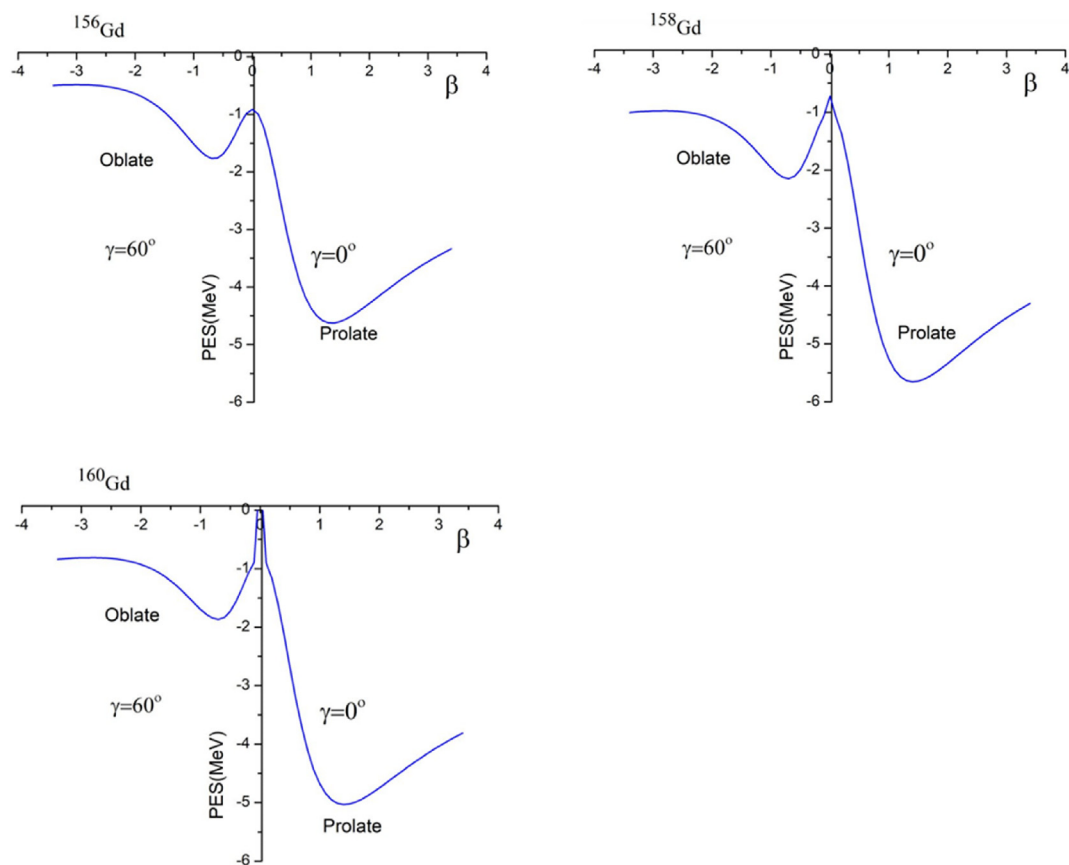 ¹⁵⁶Gd
-4 -3 -2 -1 0 1 2 3 4
β
0
-1
-2
-3
-4
-5
-6
Oblate
γ=60°
γ=0°
PES(MeV)
Prolate
¹⁵⁸Gd
-4 -3 -2 -1 0 1 2 3 4
β
0
-1
-2
-3
-4
-5
-6
Oblate
γ=60°
γ=0°
PES(MeV)
Prolate
¹⁶⁰Gd
-4 -3 -2 -1 0 1 2 3 4
β
0
-1
-2
-3
-4
-5
-6
Oblate
γ=60°
γ=0°
PES(MeV)
Prolate